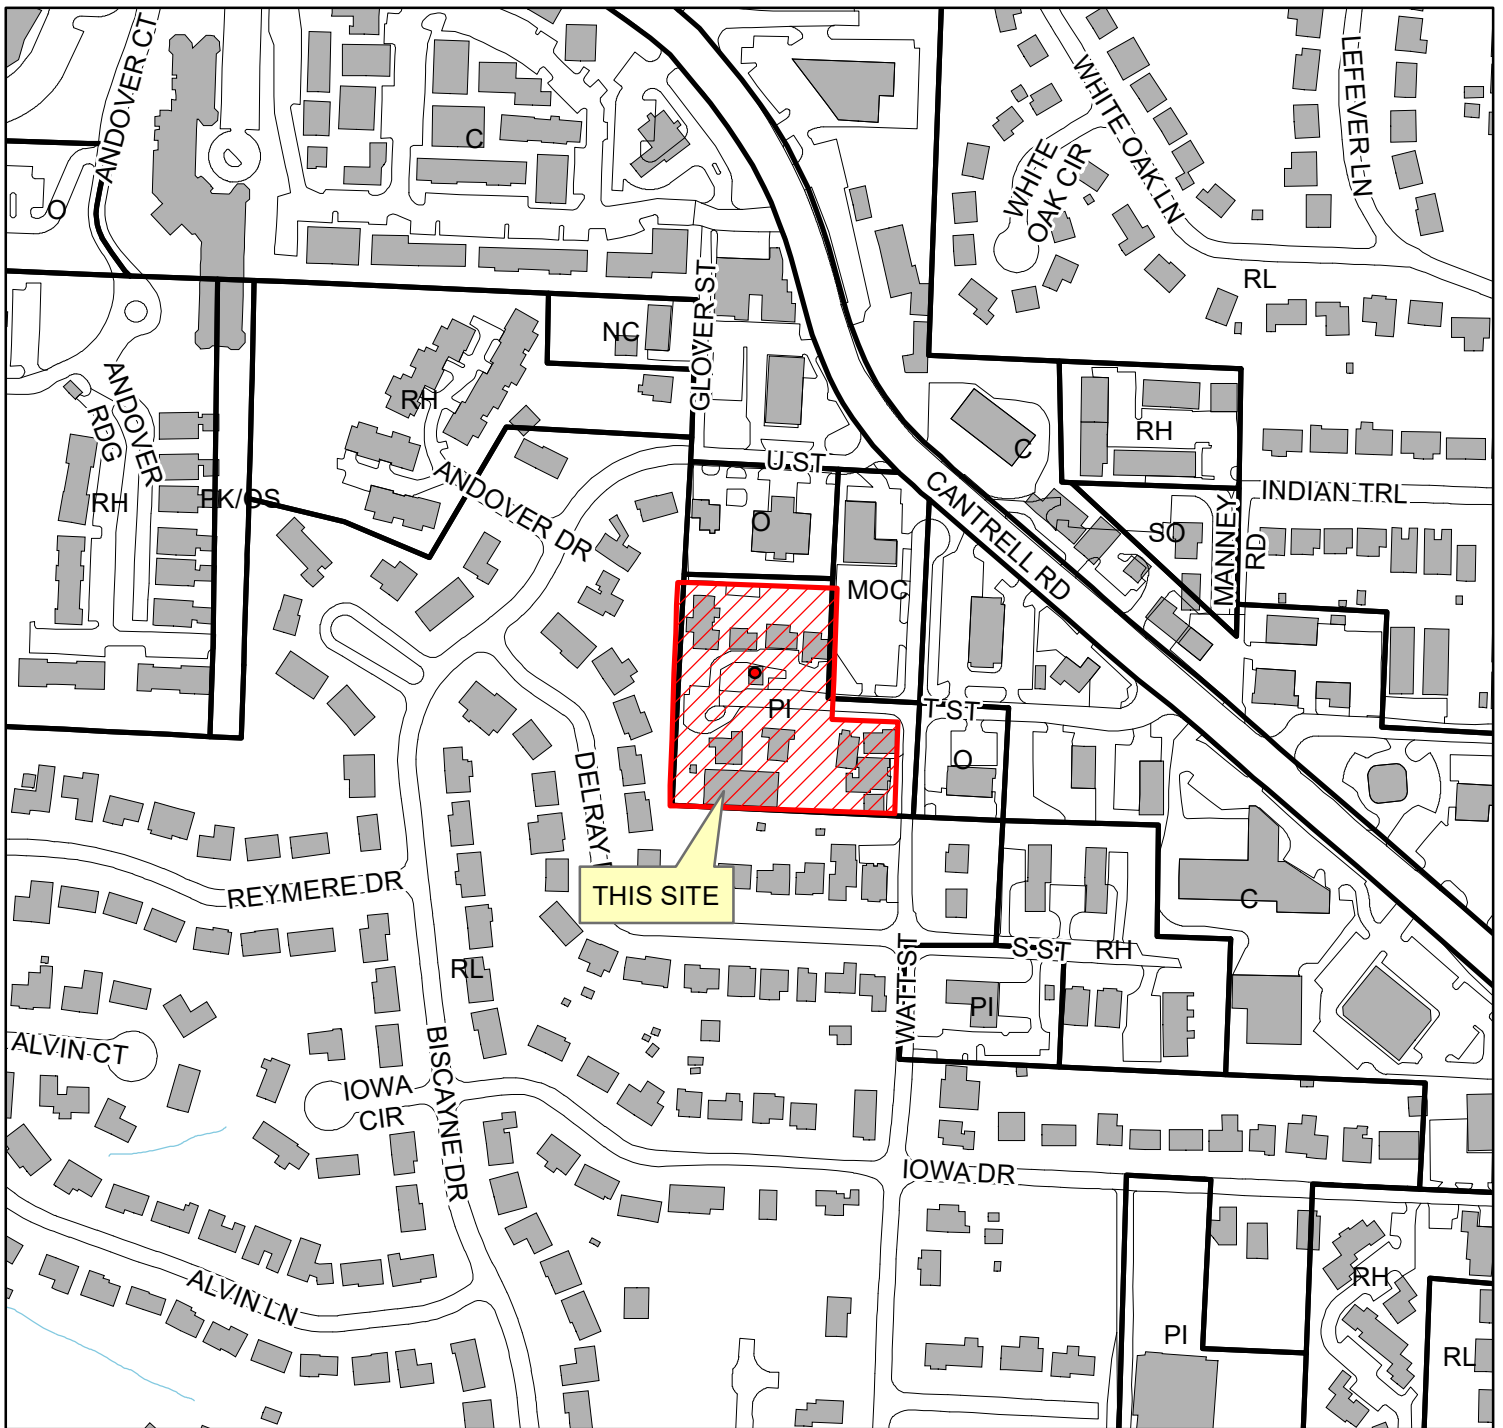 ANDOVER CT
WHITE OAK LN
LEFEVER LN
C
WHITE
OAK CIR
O
RL
GLOVER ST
NC
ANDOVER
RDG
RH
RH
C
U ST
ANDOVER DR
CANTRELL RD
INDIAN TRL
RH
PK/OS
O
SO
MANNEY
RD
MOC
PI
T ST
O
DELRAY
REYMERE DR
THIS SITE
C
WATT ST
S ST
RH
RL
PI
ALVIN CT
BISCAYNE DR
IOWA
CIR
IOWA DR
ALVIN LN
RH
PI
RL